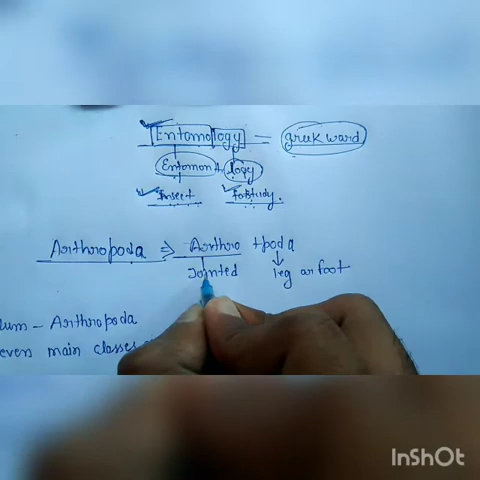 Entomology = greek ward
Entomon + logy
Insect To Study.
Arthropoda => Arthro + poda
Jointed leg or foot
lum - Arthropoda
even main classes
InShOt